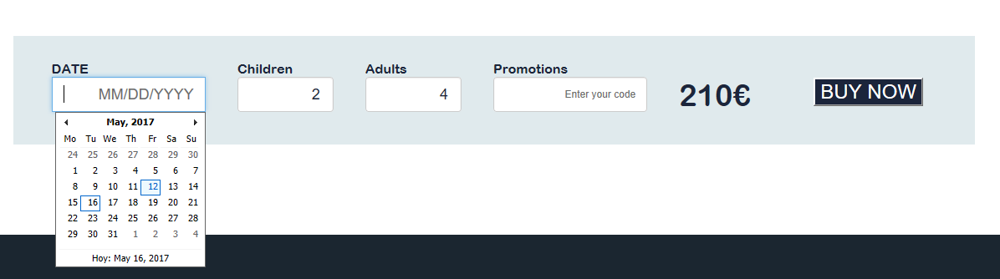 DATE Children Adults Promotions
MM/DD/YYYY 2 4 Enter your code 210€ BUY NOW
May, 2017
Mo Tu We Th Fr Sa Su
24 25 26 27 28 29 30
1 2 3 4 5 6 7
8 9 10 11 12 13 14
15 16 17 18 19 20 21
22 23 24 25 26 27 28
29 30 31 1 2 3 4
Hoy: May 16, 2017